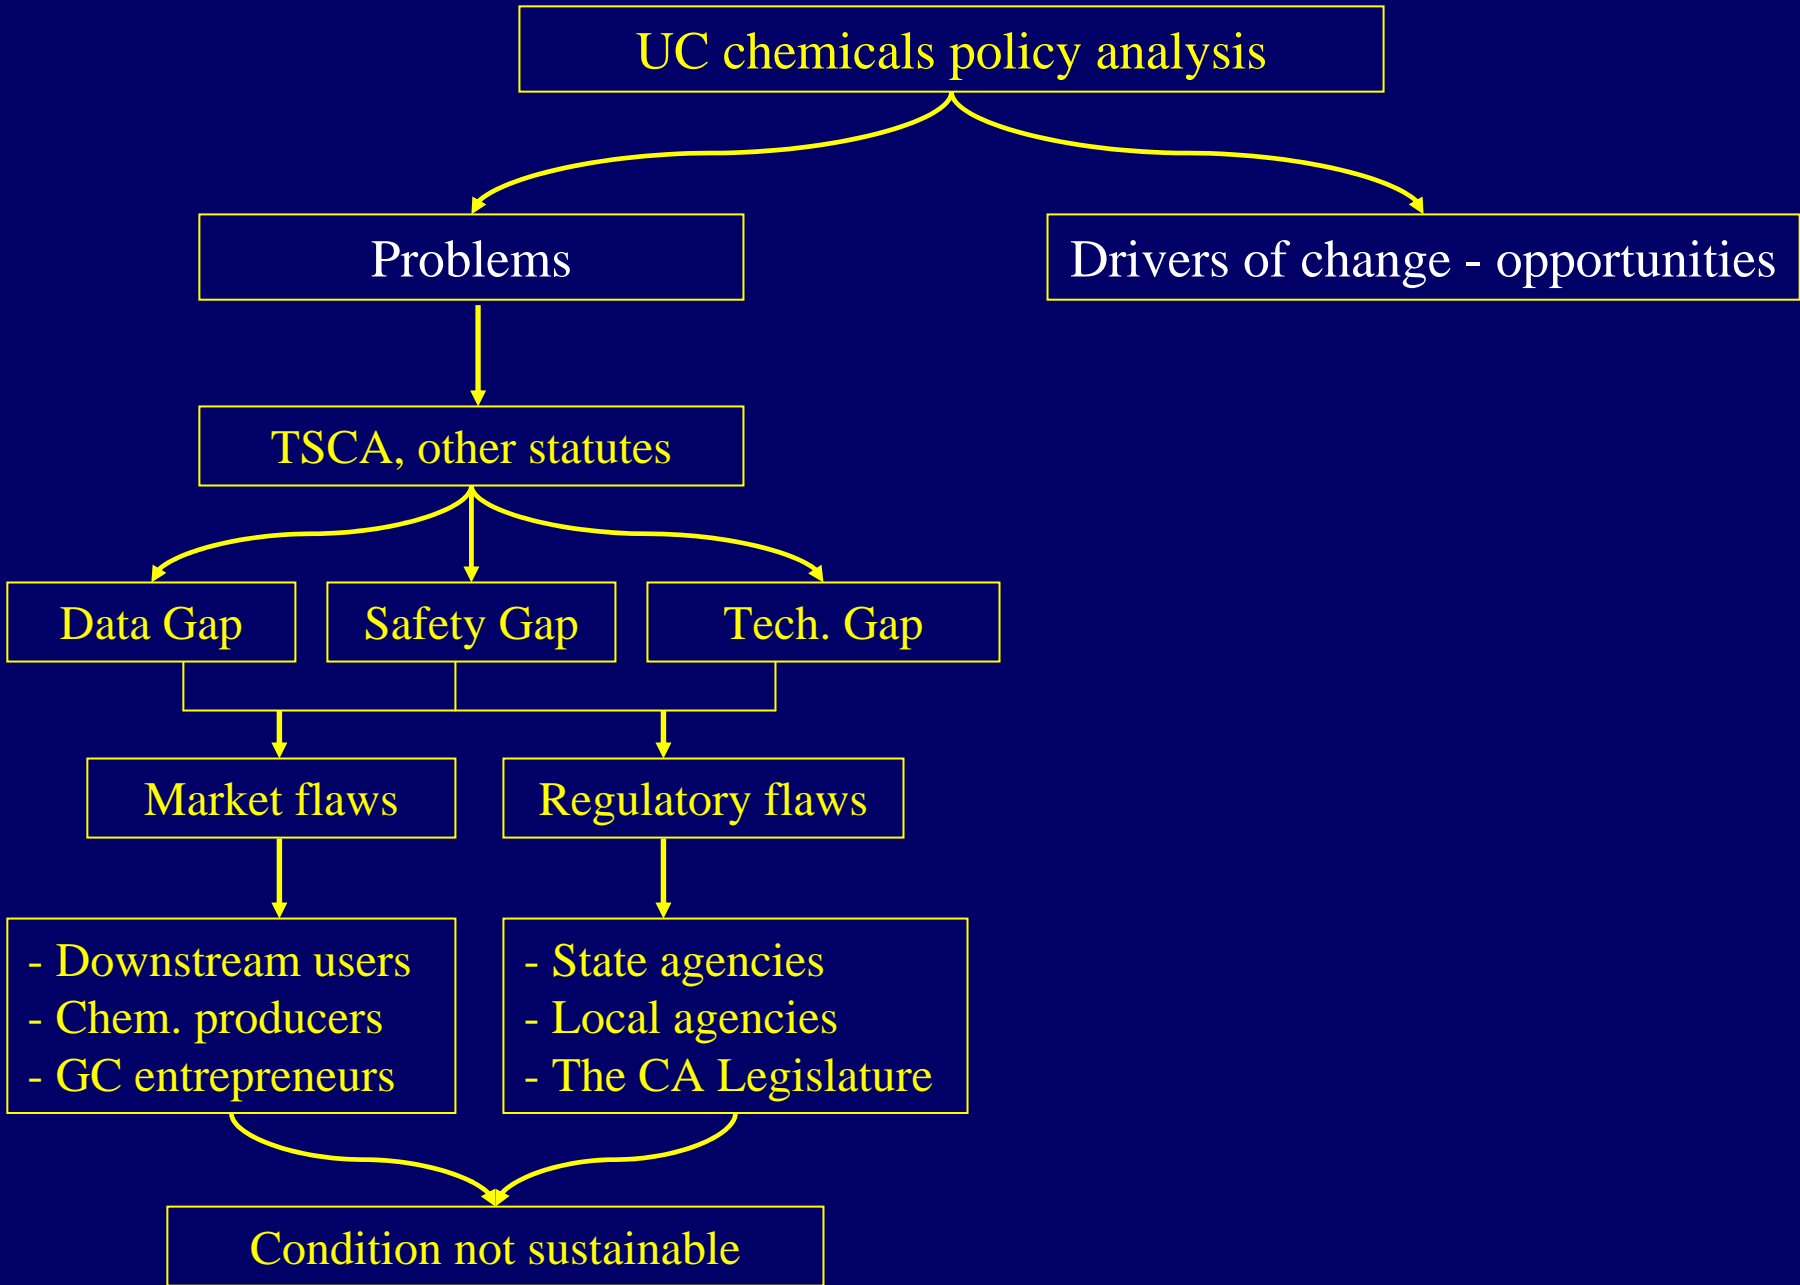 UC chemicals policy analysis
Problems
Drivers of change - opportunities
TSCA, other statutes
Data Gap
Safety Gap
Tech. Gap
Market flaws
Regulatory flaws
- Downstream users
- Chem. producers
- GC entrepreneurs
- State agencies
- Local agencies
- The CA Legislature
Condition not sustainable